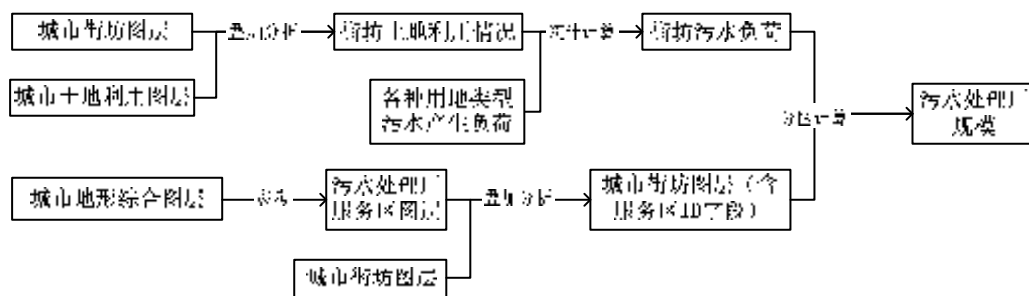 城市街坊图层
叠加分析
街坊土地利用情况
统计计算
街坊污水负荷
城市土地利用图层
各种用地类型
污水产生负荷
分区计算
污水处理厂
规模
城市地形综合图层
污水处理厂
服务区图层
叠加分析
城市街坊图层（含
服务区ID字段）
城市街坊图层